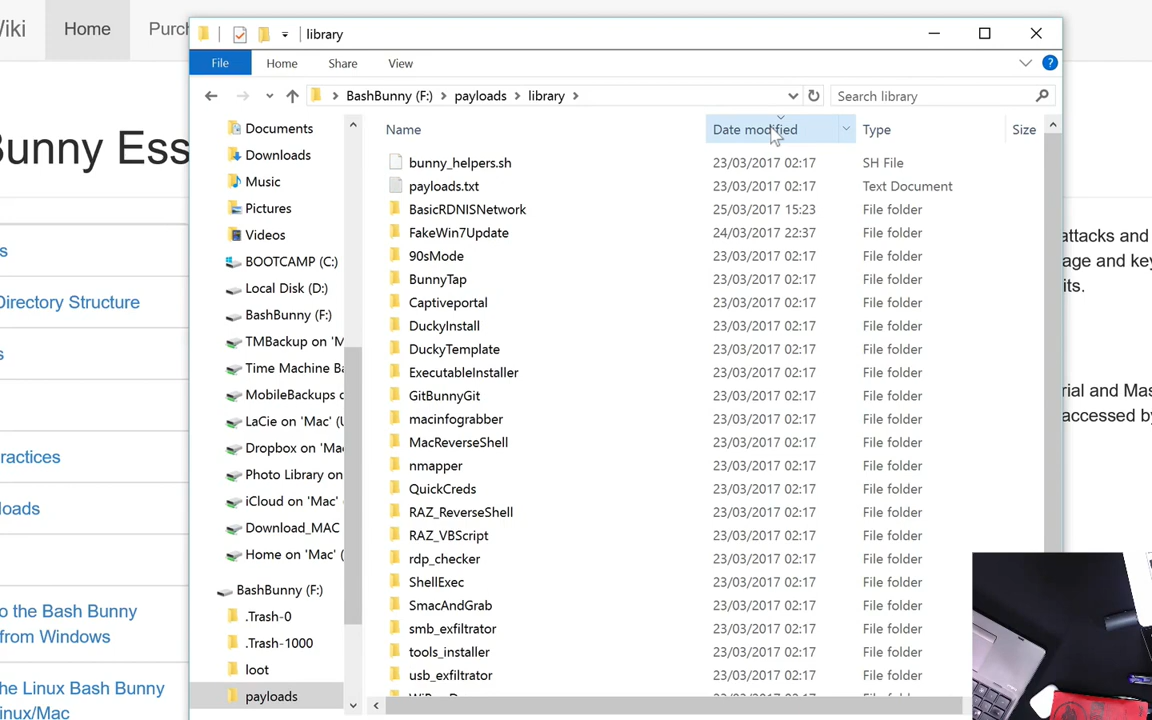 Wiki
Home
library
File
Home
Share
View
?
BashBunny (F:)
payloads
library
Search library
Name
Date modified
Type
Size
Documents
Downloads
Music
Pictures
Videos
BOOTCAMP (C:)
Local Disk (D:)
BashBunny (F:)
TMBackup on 'M
Time Machine Ba
MobileBackups
LaCie on 'Mac' (
Dropbox on 'Ma
Photo Library on
iCloud on 'Mac'
Download_MAC
Home on 'Mac' (
BashBunny (F:)
.Trash-0
.Trash-1000
loot
payloads
bunny_helpers.sh 23/03/2017 02:17 SH File
payloads.txt 23/03/2017 02:17 Text Document
BasicRDNISNetwork 25/03/2017 15:23 File folder
FakeWin7Update 24/03/2017 22:37 File folder
90sMode 23/03/2017 02:17 File folder
BunnyTap 23/03/2017 02:17 File folder
Captiveportal 23/03/2017 02:17 File folder
DuckyInstall 23/03/2017 02:17 File folder
DuckyTemplate 23/03/2017 02:17 File folder
ExecutableInstaller 23/03/2017 02:17 File folder
GitBunnyGit 23/03/2017 02:17 File folder
macinfograbber 23/03/2017 02:17 File folder
MacReverseShell 23/03/2017 02:17 File folder
nmapper 23/03/2017 02:17 File folder
QuickCreds 23/03/2017 02:17 File folder
RAZ_ReverseShell 23/03/2017 02:17 File folder
RAZ_VBScript 23/03/2017 02:17 File folder
rdp_checker 23/03/2017 02:17 File folder
ShellExec 23/03/2017 02:17 File folder
SmacAndGrab 23/03/2017 02:17 File folder
smb_exfiltrator 23/03/2017 02:17 File folder
tools_installer 23/03/2017 02:17 File folder
usb_exfiltrator 23/03/2017 02:17 File folder
Bunny Ess
s
Directory Structure
s
ractices
loads
o the Bash Bunny
from Windows
he Linux Bash Bunny
inux/Mac
attacks and
age and key
its.
rial and Mas
accessed by